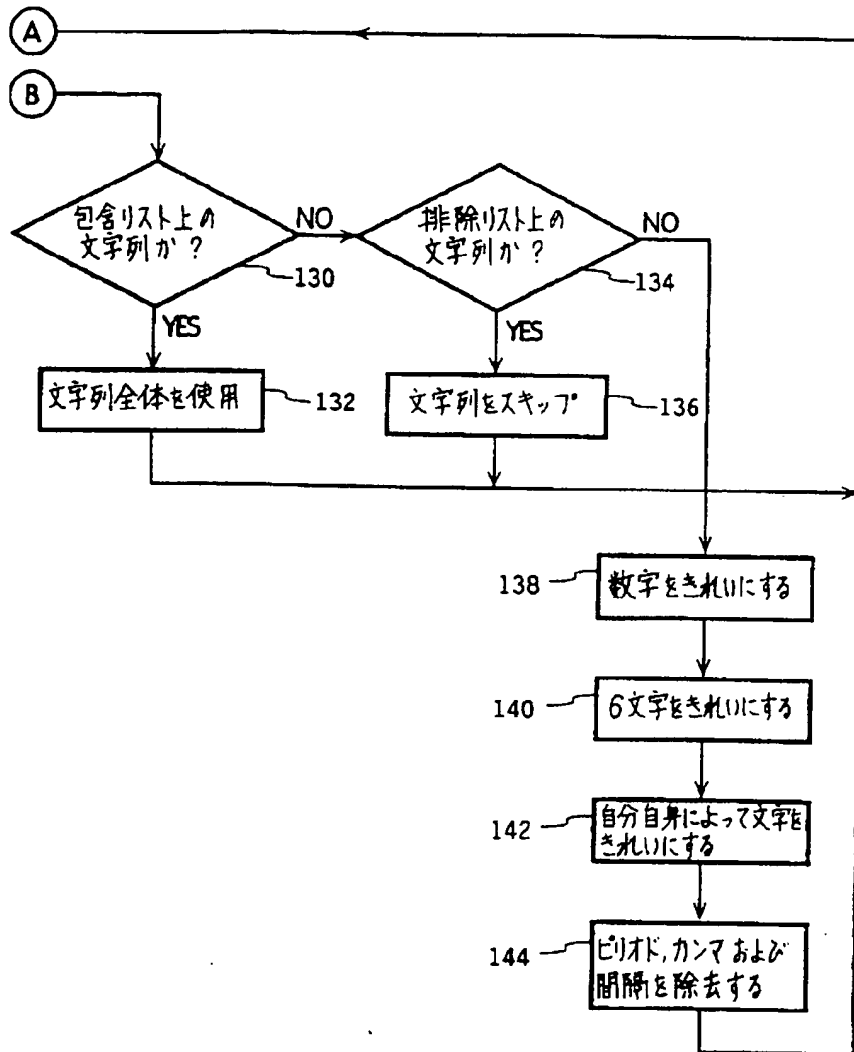 A
B
包含リスト上の
文字列か？
NO
130
YES
排除リスト上の
文字列か？
NO
134
YES
文字列全体を使用
132
文字列をスキップ
136
138
数字をきれいにする
140
6文字をきれいにする
142
自分自身によって文字を
きれいにする
144
ピリオド,カンマおよび
間隔を除去する